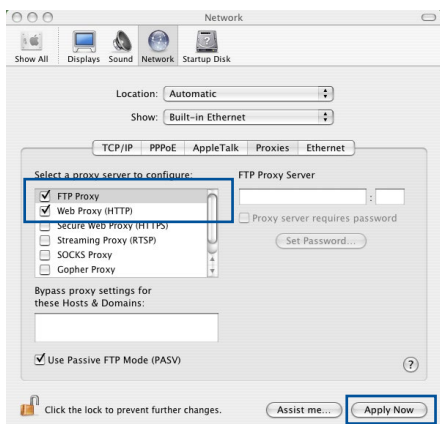 Network
Show All Displays Sound Network Startup Disk
Location: Automatic
Show: Built-in Ethernet
TCP/IP PPPoE AppleTalk Proxies Ethernet
Select a proxy server to configure: FTP Proxy Server
FTP Proxy :
Web Proxy (HTTP) Proxy server requires password
Secure Web Proxy (HTTPS)
Streaming Proxy (RTSP) Set Password...
SOCKS Proxy
Gopher Proxy
Bypass proxy settings for
these Hosts & Domains:
Use Passive FTP Mode (PASV) ?
Click the lock to prevent further changes. Assist me... Apply Now